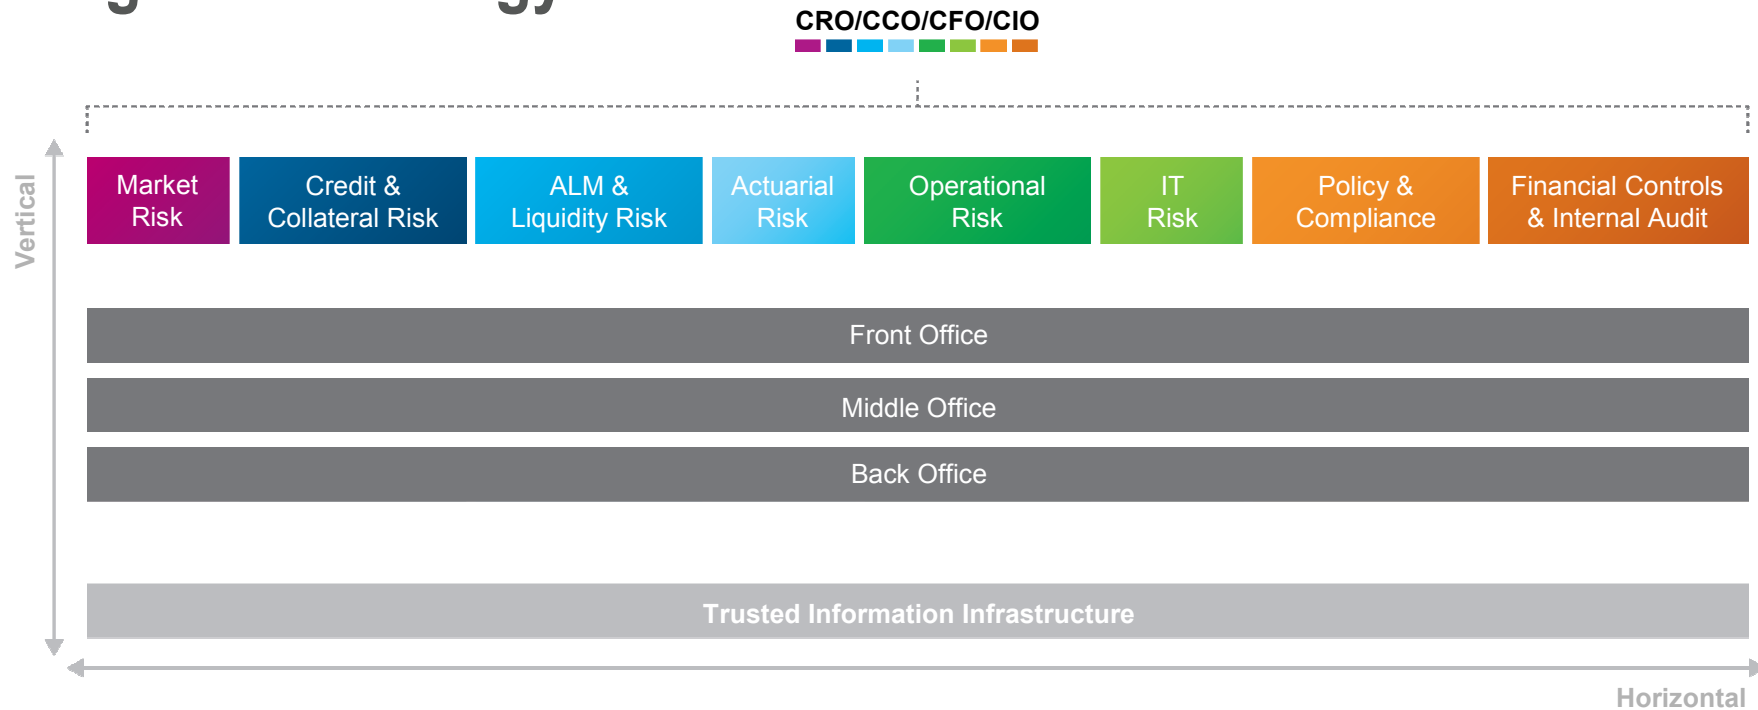 CRO/CCO/CFO/CIO
Vertical
Market
Risk
Credit &
Collateral Risk
ALM &
Liquidity Risk
Actuarial
Risk
Operational
Risk
IT
Risk
Policy &
Compliance
Financial Controls
& Internal Audit
Front Office
Middle Office
Back Office
Trusted Information Infrastructure
Horizontal